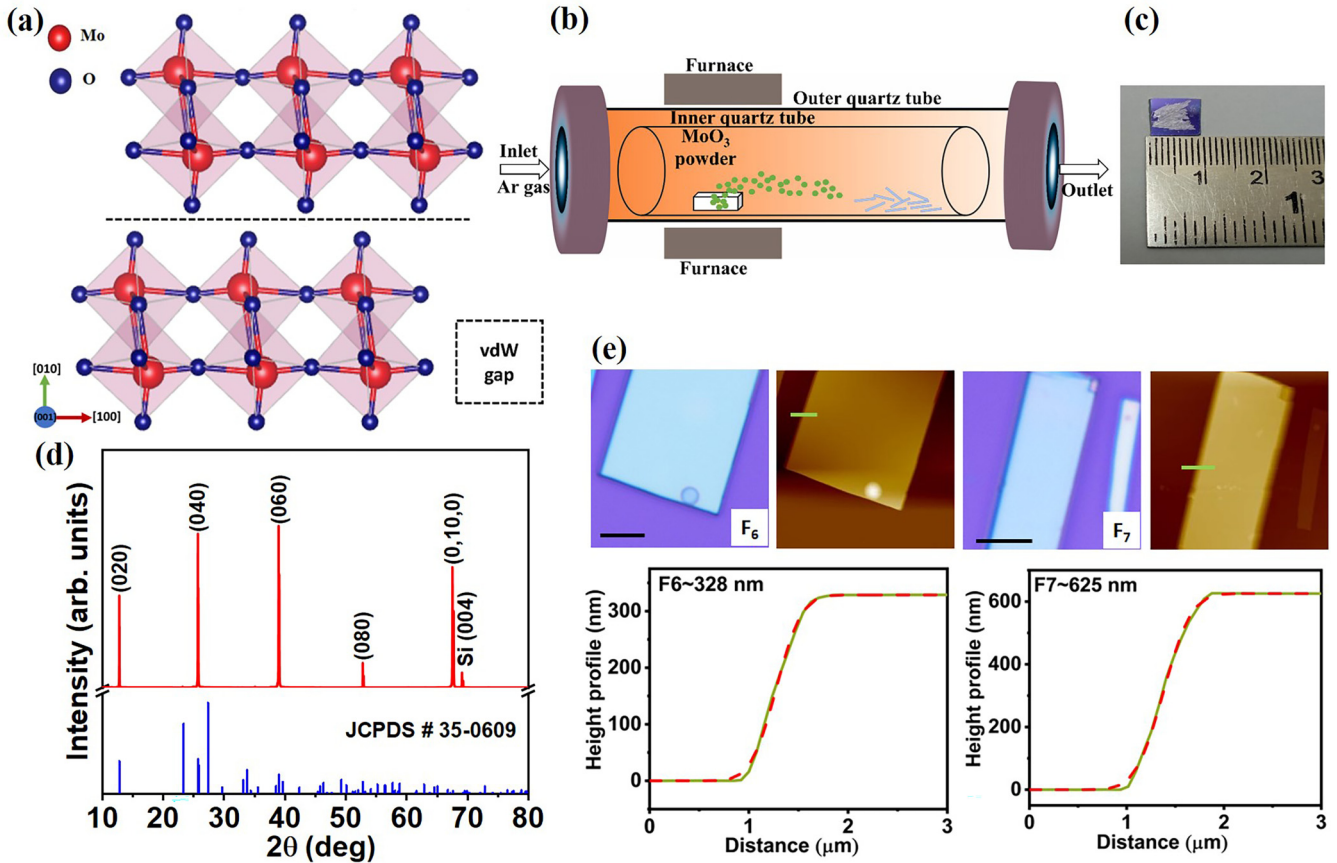 (a)
Mo
O
[010]
(001)
[100]
vdW
gap
(b)
Furnace
Outer quartz tube
Inner quartz tube
MoO₃
powder
Inlet
Ar gas
Outlet
Furnace
(c)
1 2 3
1
(d)
Intensity (arb. units)
(020)
(040)
(060)
(080)
(0,10,0)
Si (004)
JCPDS # 35-0609
10 20 30 40 50 60 70 80
2θ (deg)
(e)
F₆
F₇
F6~328 nm
Height profile (nm)
300
200
100
0
0 1 2 3
Distance (μm)
F7~625 nm
Height profile (nm)
600
450
300
150
0
0 1 2 3
Distance (μm)